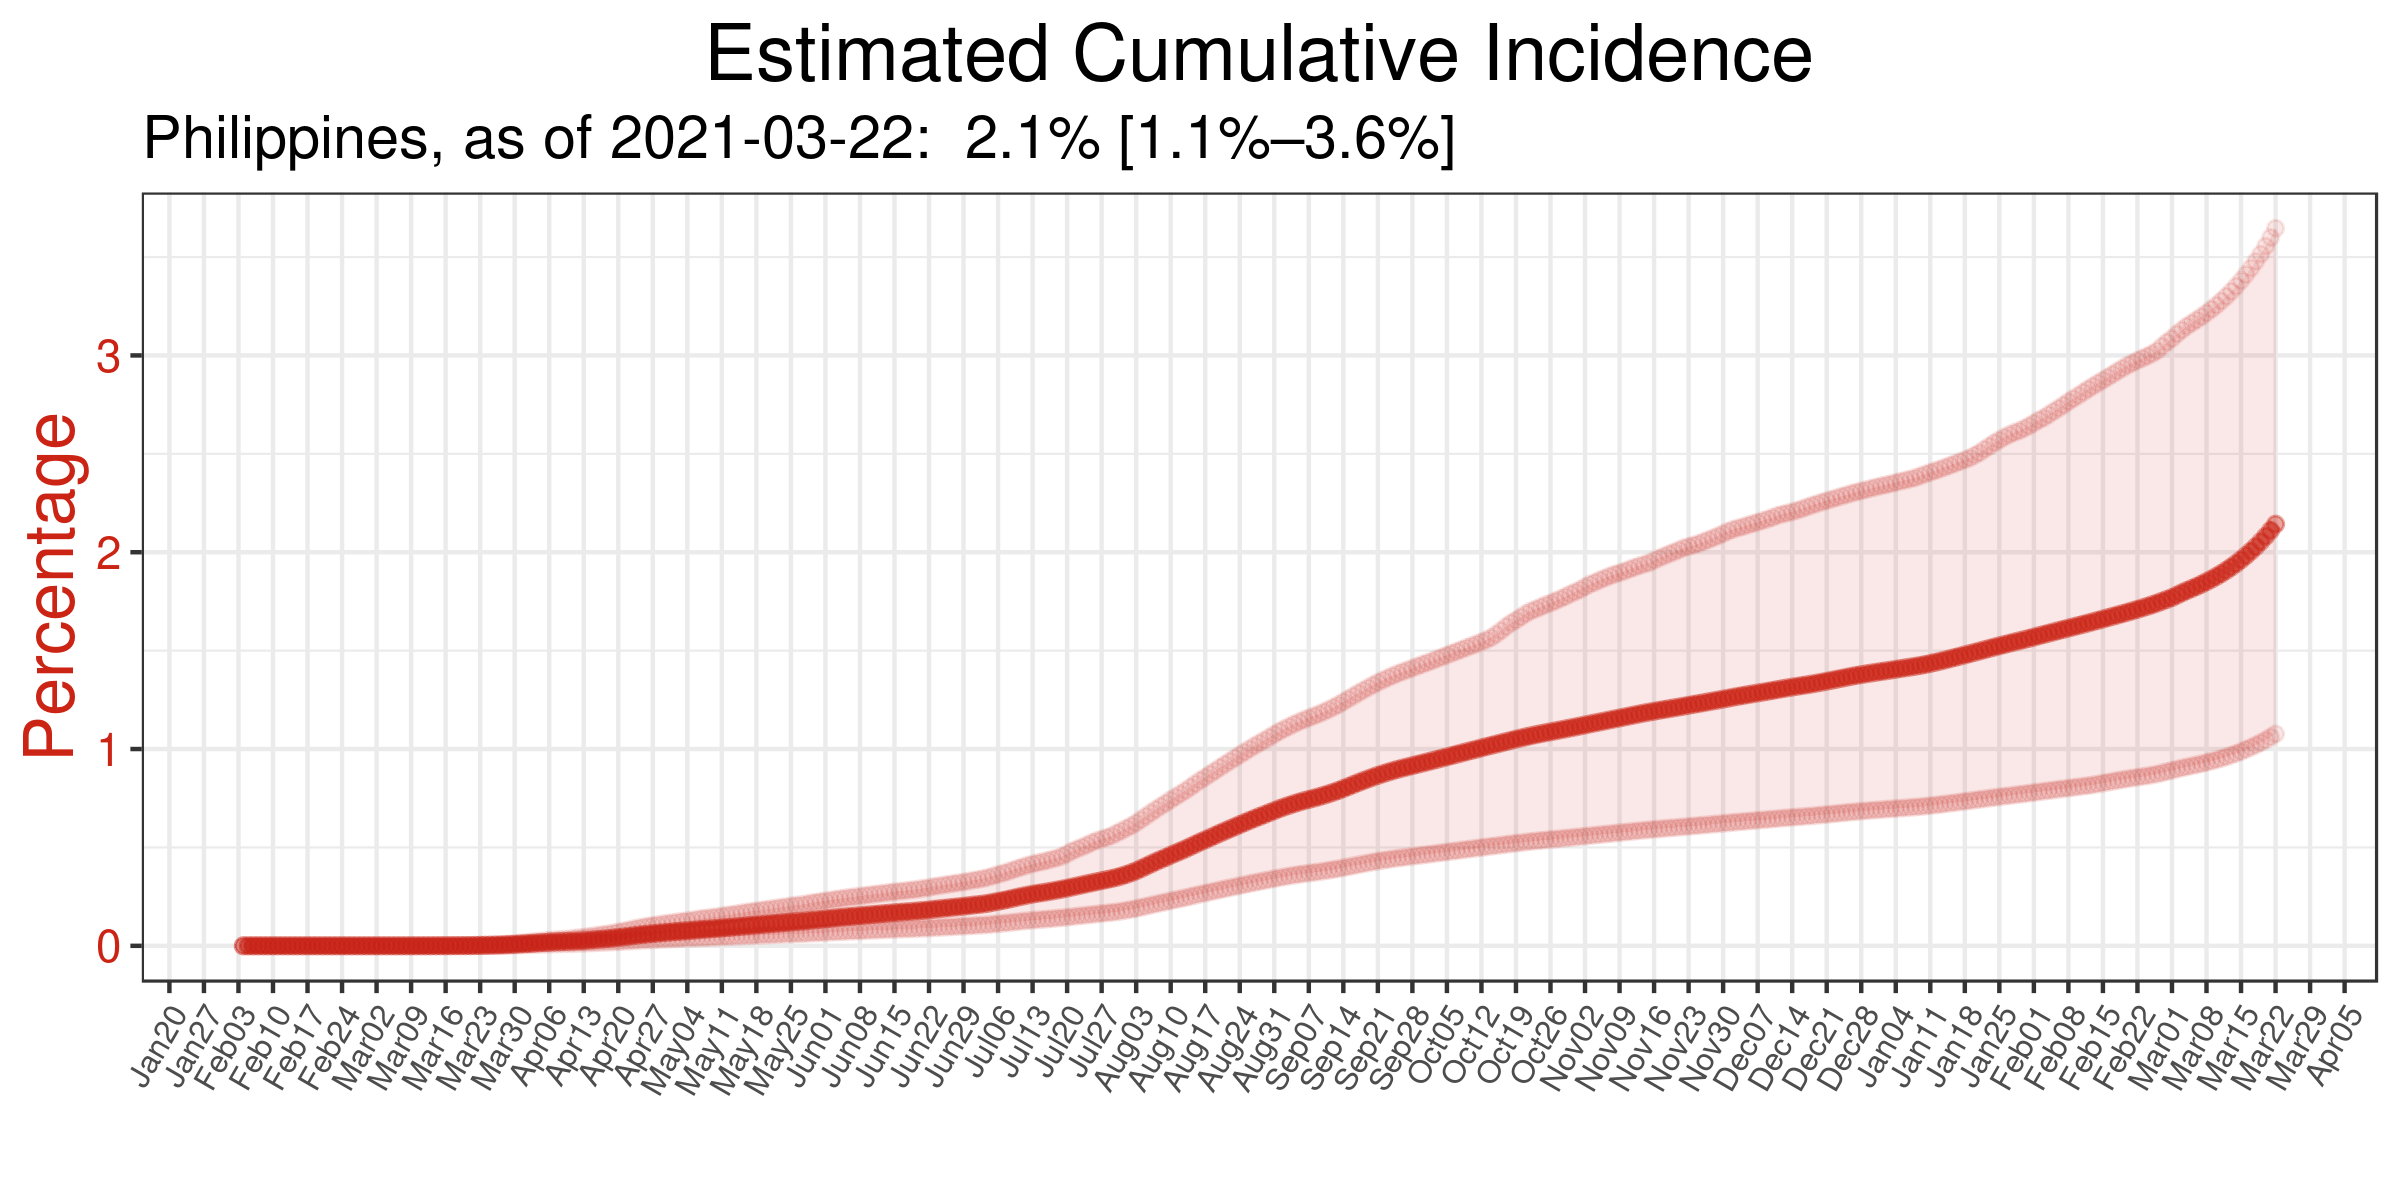 Estimated Cumulative Incidence
Philippines, as of 2021-03-22:  2.1% [1.1%–3.6%]
Percentage
3
2
1
0
Jan20
Jan27
Feb03
Feb10
Feb17
Feb24
Mar02
Mar09
Mar16
Mar23
Mar30
Apr06
Apr13
Apr20
Apr27
May04
May11
May18
May25
Jun01
Jun08
Jun15
Jun22
Jun29
Jul06
Jul13
Jul20
Jul27
Aug03
Aug10
Aug17
Aug24
Aug31
Sep07
Sep14
Sep21
Sep28
Oct05
Oct12
Oct19
Oct26
Nov02
Nov09
Nov16
Nov23
Nov30
Dec07
Dec14
Dec21
Dec28
Jan04
Jan11
Jan18
Jan25
Feb01
Feb08
Feb15
Feb22
Mar01
Mar08
Mar15
Mar22
Mar29
Apr05